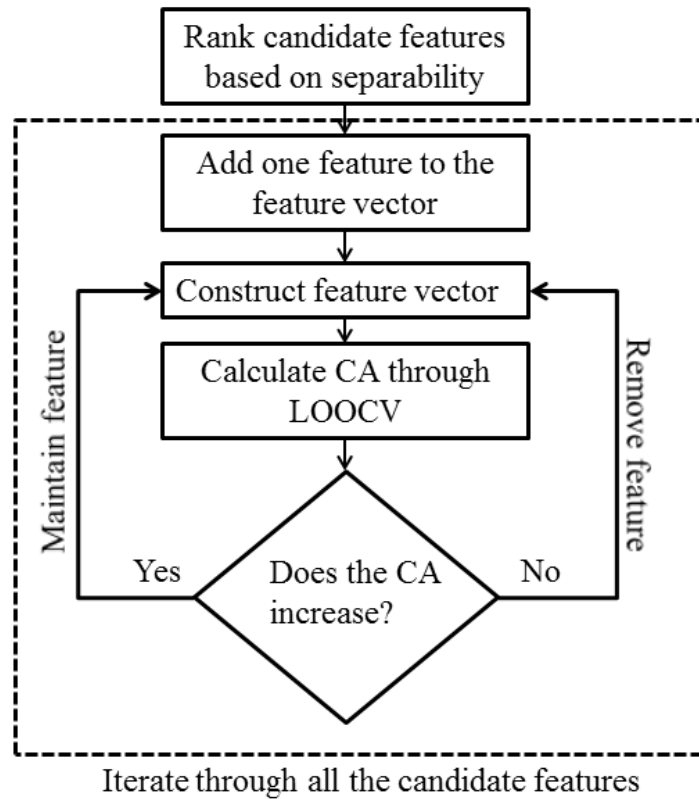 Rank candidate features
based on separability
Add one feature to the
feature vector
Construct feature vector
Calculate CA through
LOOCV
Maintain feature
Remove feature
Yes
Does the CA
increase?
No
Iterate through all the candidate features